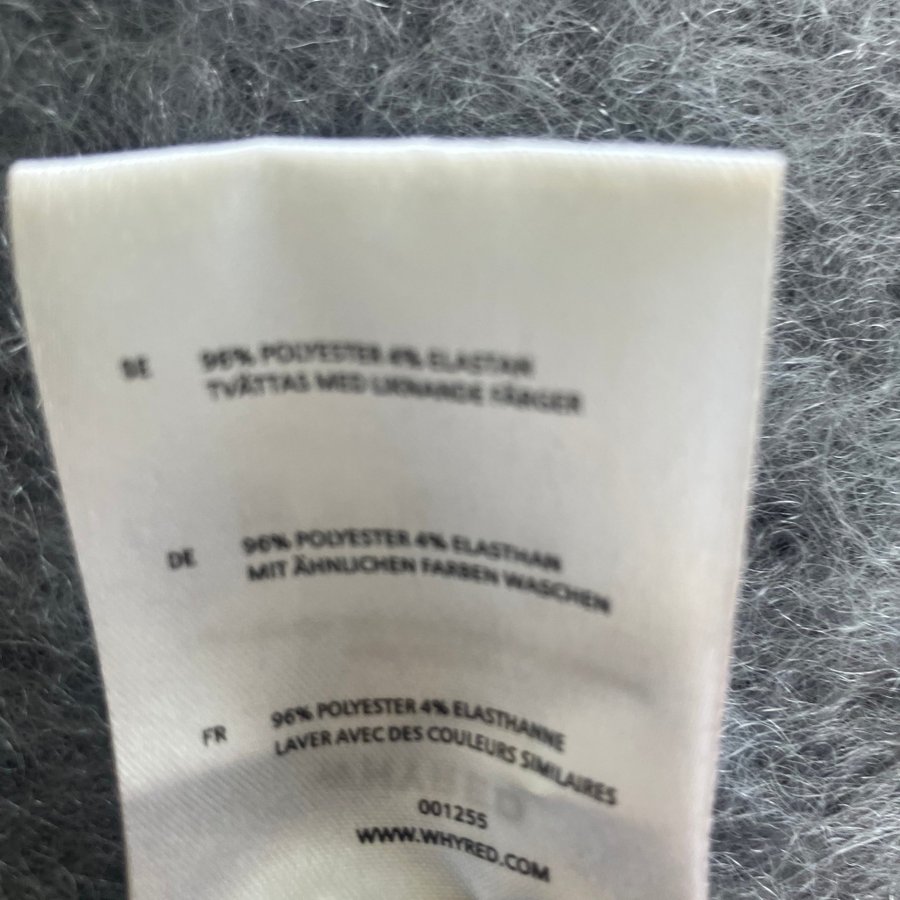 SE
96% POLYESTER 4% ELASTAN
TVÄTTAS MED LIKNANDE FÄRGER
DE
96% POLYESTER 4% ELASTHAN
MIT ÄHNLICHEN FARBEN WASCHEN
FR
96% POLYESTER 4% ELASTHANNE
LAVER AVEC DES COULEURS SIMILAIRES
001255
WWW.WHYRED.COM